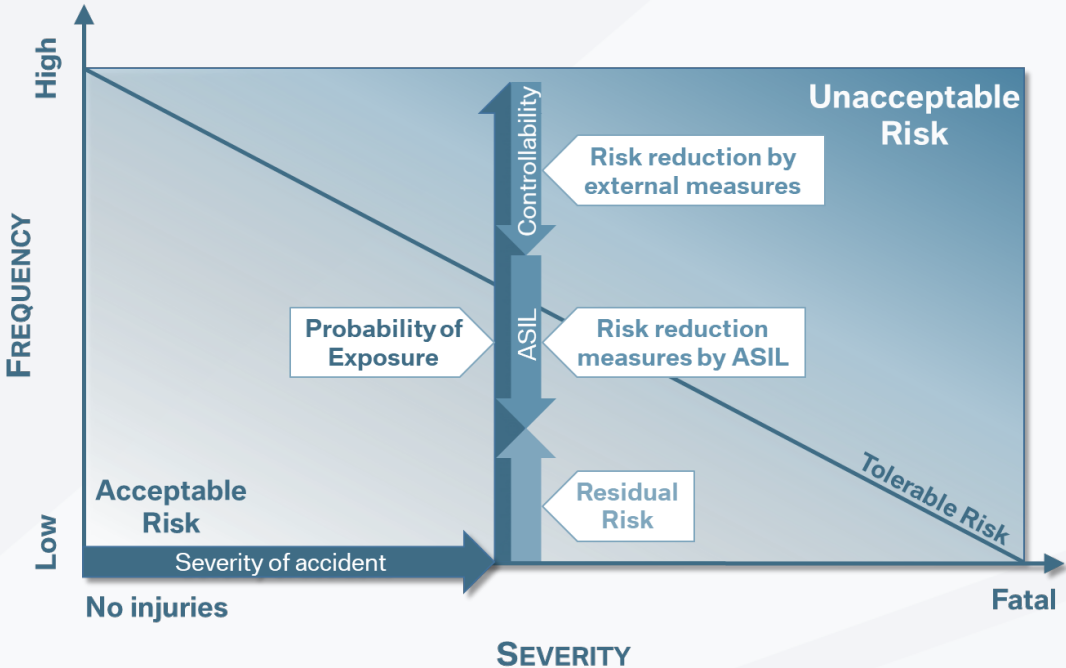 High
Unacceptable
Risk
Controllability
Risk reduction by
external measures
FREQUENCY
Probability of
Exposure
ASIL
Risk reduction
measures by ASIL
Acceptable
Risk
Residual
Risk
Tolerable Risk
Low
Severity of accident
No injuries
Fatal
SEVERITY